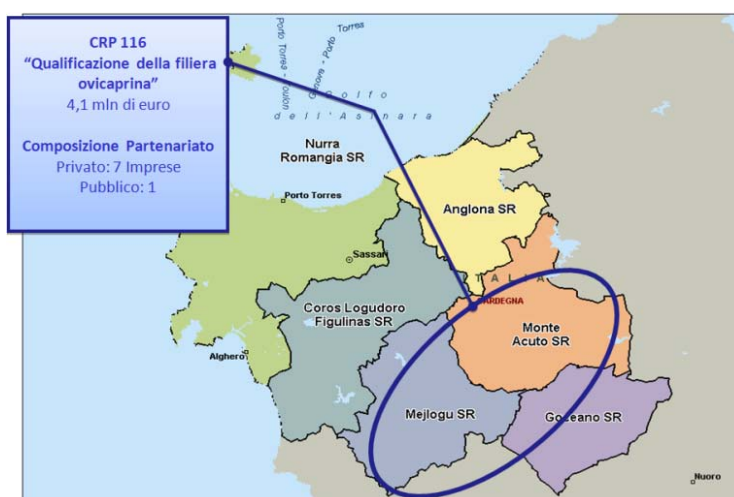 CRP 116
“Qualificazione della filiera
ovicaprina”
4,1 mln di euro
Composizione Partenariato
Privato: 7 Imprese
Pubblico: 1
Porto Torres - Toulon
Genova - Porto
Torres
Golfo
dell'Asinara
Nurra
Romangia SR
Porto Torres
Anglona SR
Sassari
ITALIA
SARDEGNA
Coros Logudoro
Figulinas SR
Monte
Acuto SR
Alghero
Mejlogu SR
Goceano SR
Nuoro